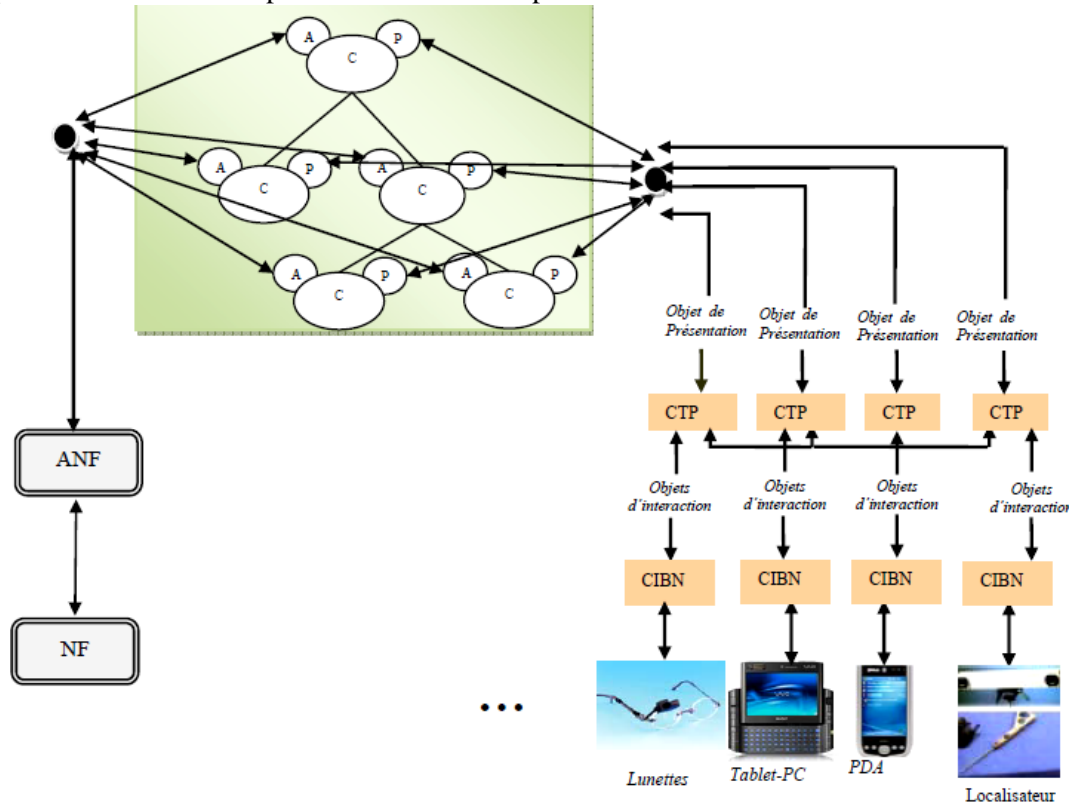 A
P
C
A
P
A
P
C
C
A
P
A
P
C
C
Objet de
Présentation
Objet de
Présentation
Objet de
Présentation
Objet de
Présentation
CTP
CTP
CTP
CTP
ANF
Objets
d'interaction
Objets
d'interaction
Objets
d'interaction
Objets
d'interaction
CIBN
CIBN
CIBN
CIBN
NF
...
Lunettes
Tablet-PC
PDA
Localisateur